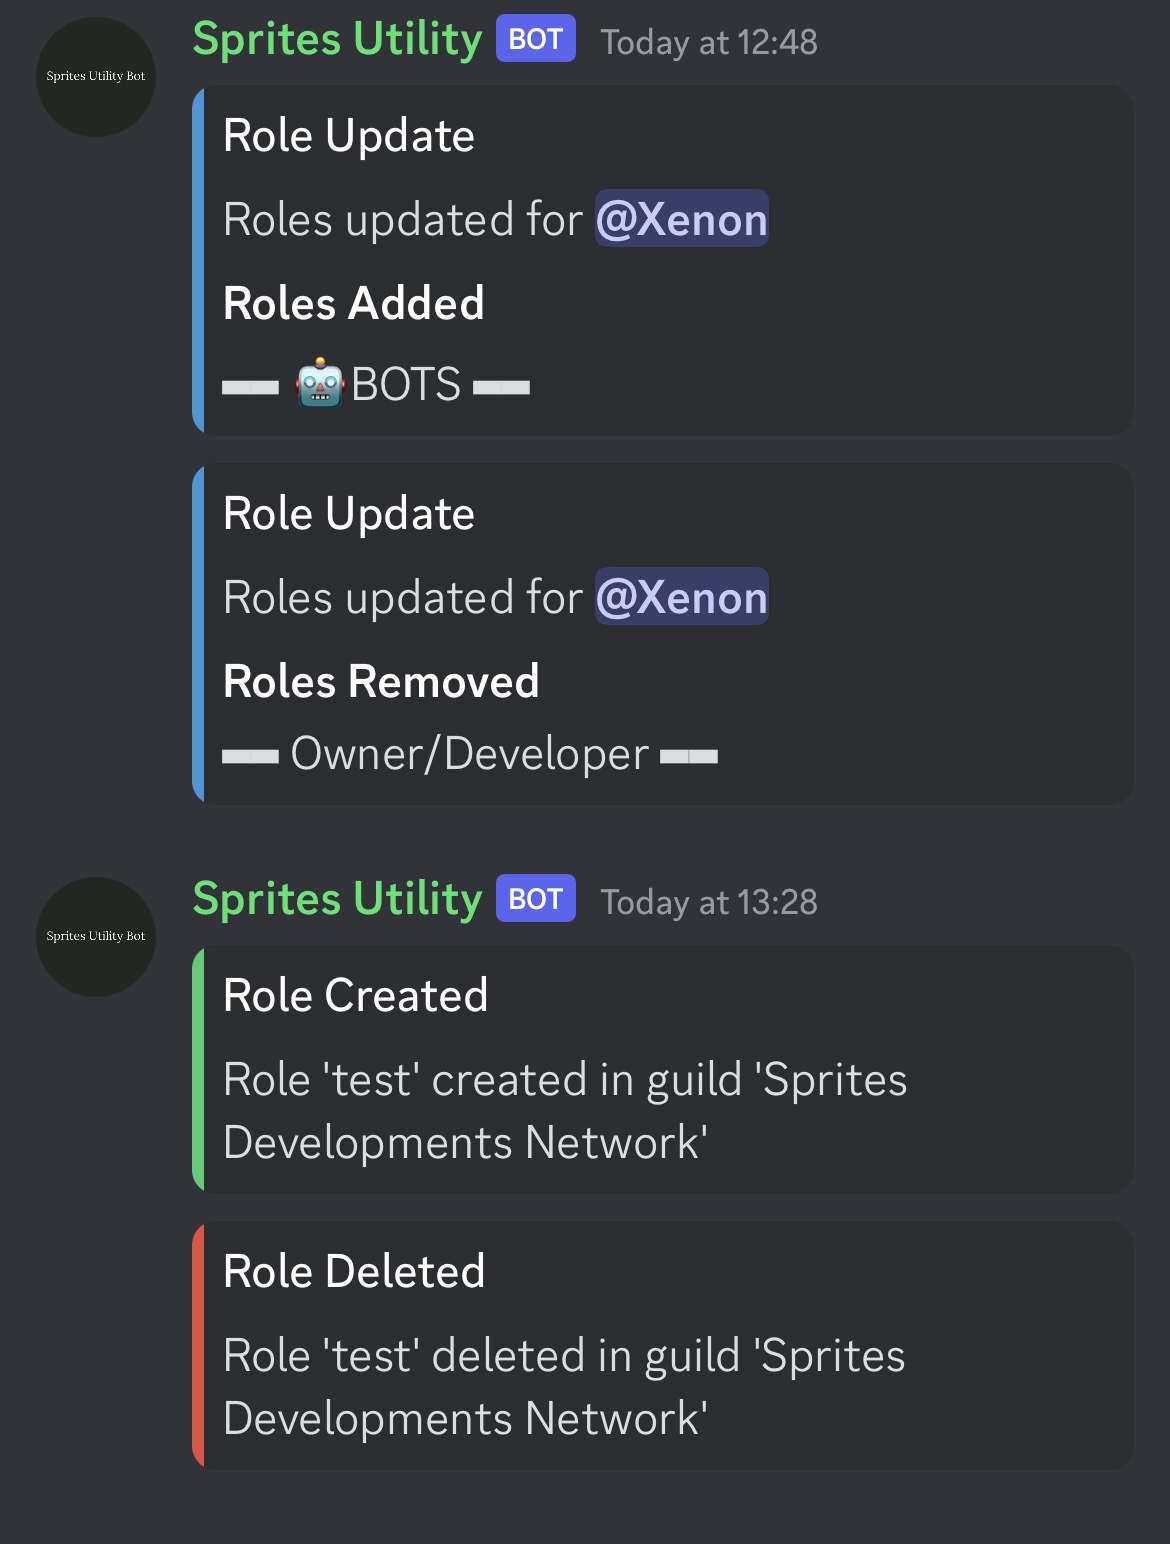 Sprites Utility BOT Today at 12:48
Sprites Utility Bot
Role Update
Roles updated for @Xenon
Roles Added
▬▬ 🤖BOTS ▬▬
Role Update
Roles updated for @Xenon
Roles Removed
▬▬ Owner/Developer ▬▬
Sprites Utility BOT Today at 13:28
Sprites Utility Bot
Role Created
Role 'test' created in guild 'Sprites
Developments Network'
Role Deleted
Role 'test' deleted in guild 'Sprites
Developments Network'